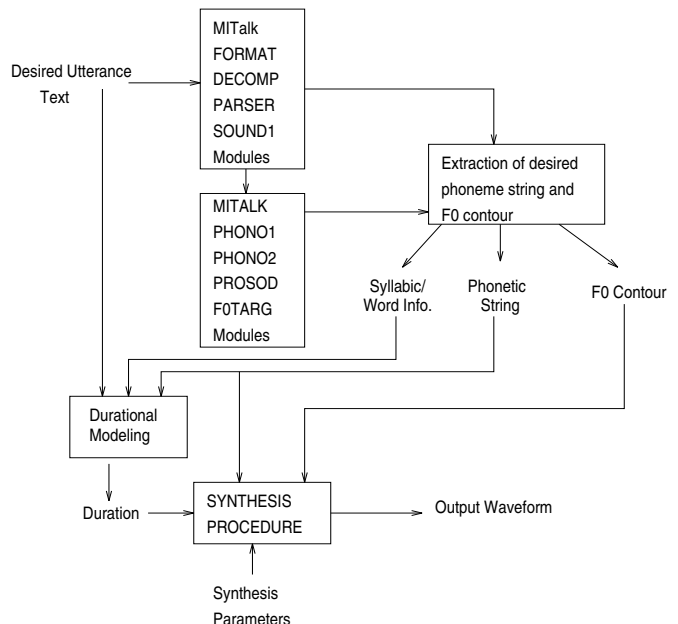 Desired Utterance
Text
MITalk
FORMAT
DECOMP
PARSER
SOUND1
Modules
MITALK
PHONO1
PHONO2
PROSOD
F0TARG
Modules
Extraction of desired
phoneme string and
F0 contour
Syllabic/
Word Info.
Phonetic
String
F0 Contour
Durational
Modeling
Duration
SYNTHESIS
PROCEDURE
Output Waveform
Synthesis
Parameters